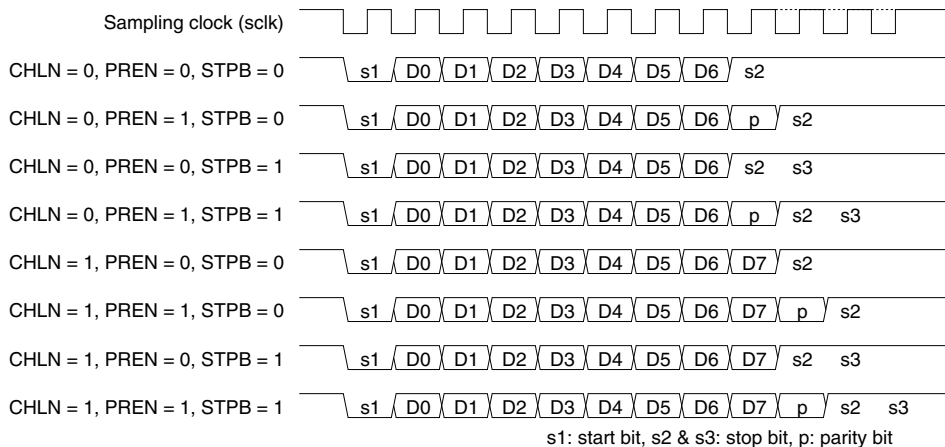 Sampling clock (sclk)
CHLN = 0, PREN = 0, STPB = 0 s1 D0 D1 D2 D3 D4 D5 D6 s2
CHLN = 0, PREN = 1, STPB = 0 s1 D0 D1 D2 D3 D4 D5 D6 p s2
CHLN = 0, PREN = 0, STPB = 1 s1 D0 D1 D2 D3 D4 D5 D6 s2 s3
CHLN = 0, PREN = 1, STPB = 1 s1 D0 D1 D2 D3 D4 D5 D6 p s2 s3
CHLN = 1, PREN = 0, STPB = 0 s1 D0 D1 D2 D3 D4 D5 D6 D7 s2
CHLN = 1, PREN = 1, STPB = 0 s1 D0 D1 D2 D3 D4 D5 D6 D7 p s2
CHLN = 1, PREN = 0, STPB = 1 s1 D0 D1 D2 D3 D4 D5 D6 D7 s2 s3
CHLN = 1, PREN = 1, STPB = 1 s1 D0 D1 D2 D3 D4 D5 D6 D7 p s2 s3
s1: start bit, s2 & s3: stop bit, p: parity bit